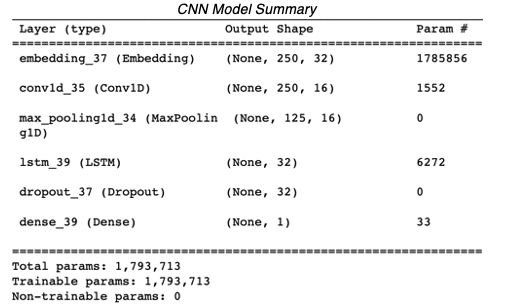 CNN Model Summary
Layer (type) Output Shape Param #
=================================================================
embedding_37 (Embedding) (None, 250, 32) 1785856
conv1d_35 (Conv1D) (None, 250, 16) 1552
max_pooling1d_34 (MaxPoolin (None, 125, 16) 0
g1D)
lstm_39 (LSTM) (None, 32) 6272
dropout_37 (Dropout) (None, 32) 0
dense_39 (Dense) (None, 1) 33
=================================================================
Total params: 1,793,713
Trainable params: 1,793,713
Non-trainable params: 0